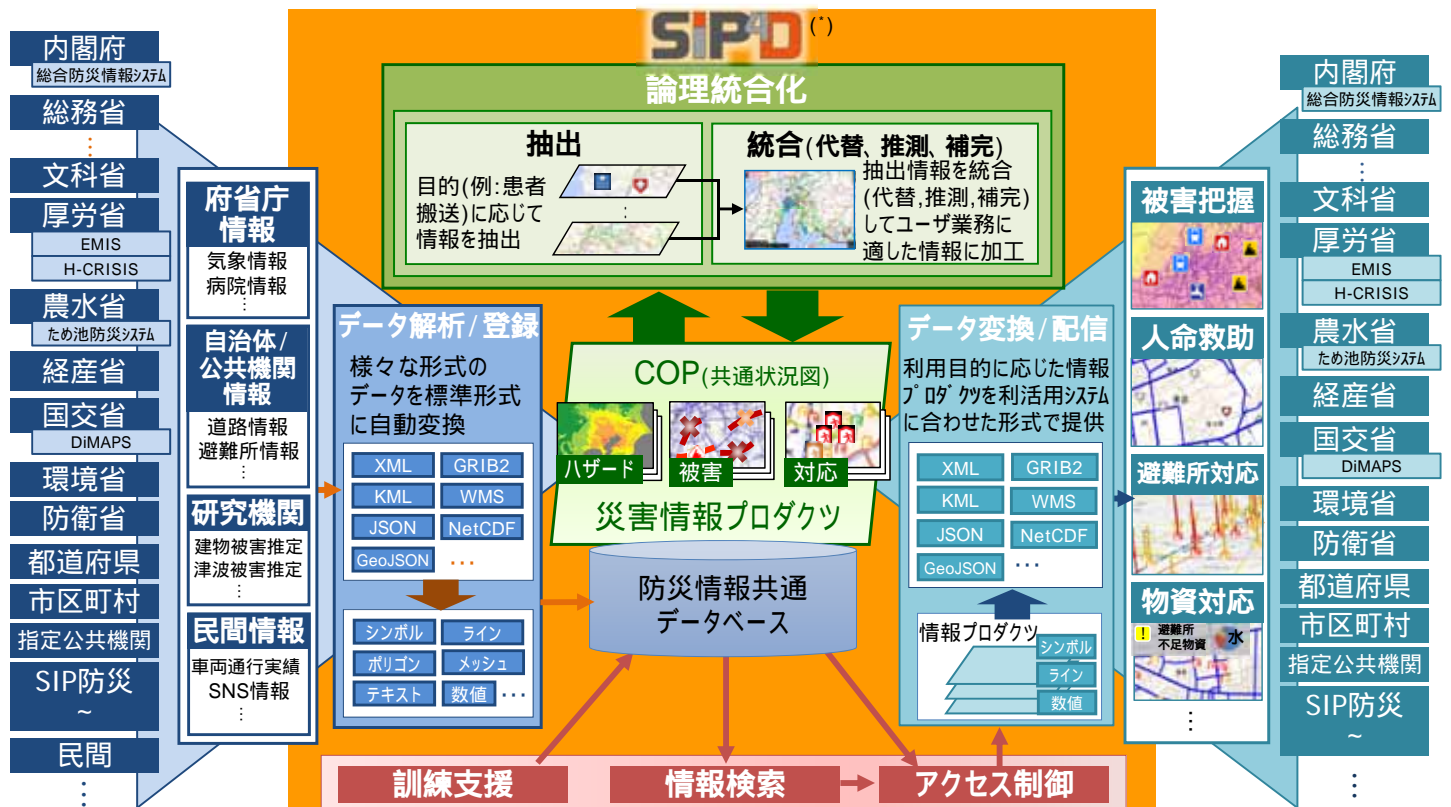 SIP4D
(*)
内閣府
総合防災情報システム
総務省
⋮
文科省
厚労省
EMIS
H-CRISIS
農水省
ため池防災システム
経産省
国交省
DiMAPS
環境省
防衛省
都道府県
市区町村
指定公共機関
SIP防災
~
民間
⋮
府省庁
情報
気象情報
病院情報
⋮
自治体/
公共機関
情報
道路情報
避難所情報
⋮
研究機関
建物被害推定
津波被害推定
⋮
民間情報
車両通行実績
SNS情報
⋮
論理統合化
抽出
目的(例:患者
搬送)に応じて
情報を抽出
⋮
統合(代替、推測、補完)
抽出情報を統合
(代替,推測,補完)
してユーザ業務に
適した情報に加工
データ解析/登録
様々な形式の
データを標準形式
に自動変換
XML GRIB2
KML WMS
JSON NetCDF
GeoJSON …
シンボル ライン
ポリゴン メッシュ
テキスト 数値 …
COP(共通状況図)
ハザード 被害 対応
災害情報プロダクツ
防災情報共通
データベース
データ変換/配信
利用目的に応じた情報
プロダクツを利活用システム
に合わせた形式で提供
XML GRIB2
KML WMS
JSON NetCDF
GeoJSON …
情報プロダクツ
シンボル
ライン
数値
訓練支援 情報検索 アクセス制御
被害把握
人命救助
避難所対応
物資対応
! 避難所
不足物資
水
⋮
内閣府
総合防災情報システム
総務省
⋮
文科省
厚労省
EMIS
H-CRISIS
農水省
ため池防災システム
経産省
国交省
DiMAPS
環境省
防衛省
都道府県
市区町村
指定公共機関
SIP防災
~
⋮